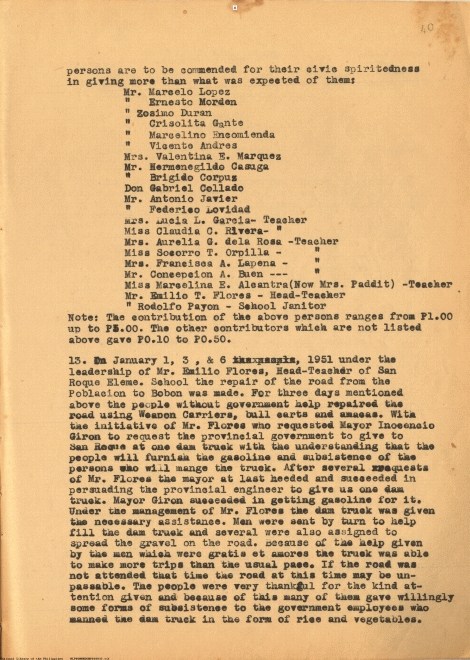 40
persons are to be commended for their civic spiritedness
in giving more than what was expected of them:
Mr. Marcelo Lopez
" Ernesto Morden
" Zosimo Duran
" Crisolita Gante
" Marcelino Encomienda
" Vicente Andres
Mrs. Valentina E. Marquez
Mr. Hermenegildo Casuga
" Brigido Corpuz
Don Gabriel Collado
Mr. Antonio Javier
" Federico Lovidad
Mrs. Lucia L. Garcia- Teacher
Miss Claudia C. Rivera- "
Mrs. Aurelia G. dela Rosa -Teacher
Miss Socorro T. Orpilla - "
Mrs. Francisca A. Lapena - "
Mr. Concepcion A. Buen --- "
Miss Marcelina E. Alcantra(Now Mrs. Paddit) -Teacher
Mr. Emilio T. Flores - Head-Teacher
" Rodolfo Payon - School Janitor
Note: The contribution of the above persons ranges from P1.00
up to P5.00. The other contributors which are not listed
above gave P0.10 to P0.50.
13. On January 1, 3, & 6 1951 under the
leadership of Mr. Emilio Flores, Head-Teacher of San
Roque Eleme. School the repair of the road from the
Poblacion to Bobon was made. For three days mentioned
above the people without government help repaired the
road using Weapon Carriers, bull carts and With
the initiative of Mr. Flores who requested Mayor Inocencio
Giron to request the provincial government to give to
San Roque at one dam truck with the understanding that the
people will furnish the gasoline and subsistence of the
persons who will mange the truck. After several requests
of Mr. Flores the mayor at last heeded and succeeded in
persuading the provincial engineer to give us one dam
truck. Mayor Giron succeeded in getting gasoline for it.
Under the management of Mr. Flores the dam truck was given
the necessary assistance. Men were sent by turn to help
fill the dam truck and several were also assigned to
spread the gravel on the road. Because of the help given
by the men which were gratis et amores the truck was able
to make more trips than the usual pace. If the road was
not attended that time the road at this time may be un-
passable. The people were very thankful for the kind at-
tention given and because of this many of them gave willingly
some forms of subsistence to the government employees who
manned the dam truck in the form of rice and vegetables.